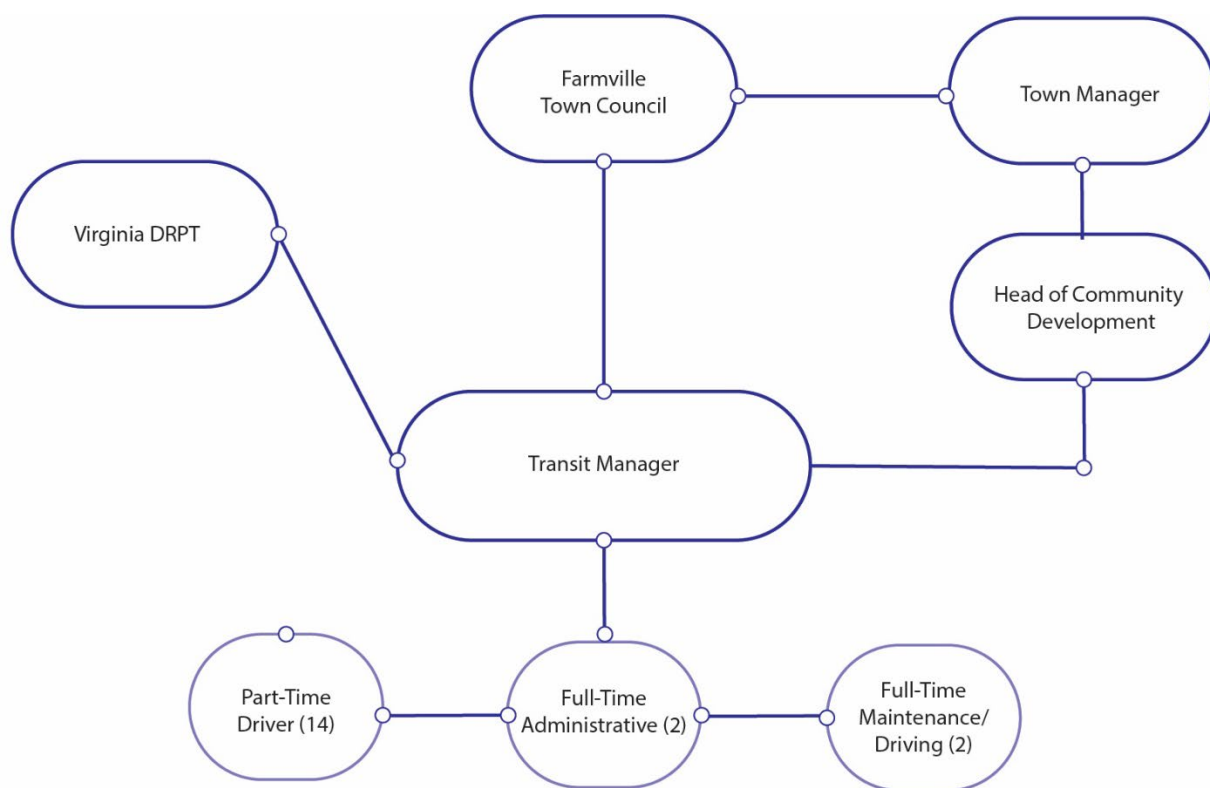 Farmville
Town Council
Town Manager
Virginia DRPT
Head of Community
Development
Transit Manager
Part-Time
Driver (14)
Full-Time
Administrative (2)
Full-Time
Maintenance/
Driving (2)